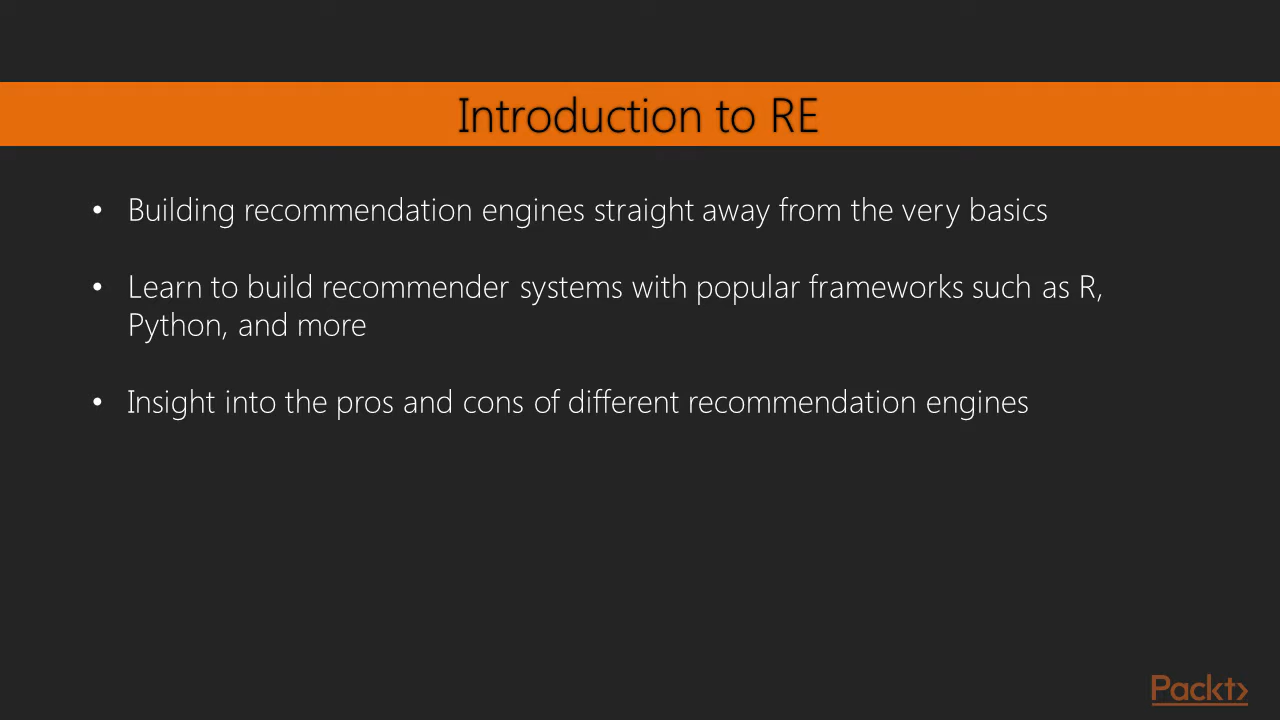 Introduction to RE
• Building recommendation engines straight away from the very basics
• Learn to build recommender systems with popular frameworks such as R,
Python, and more
• Insight into the pros and cons of different recommendation engines
Packt>